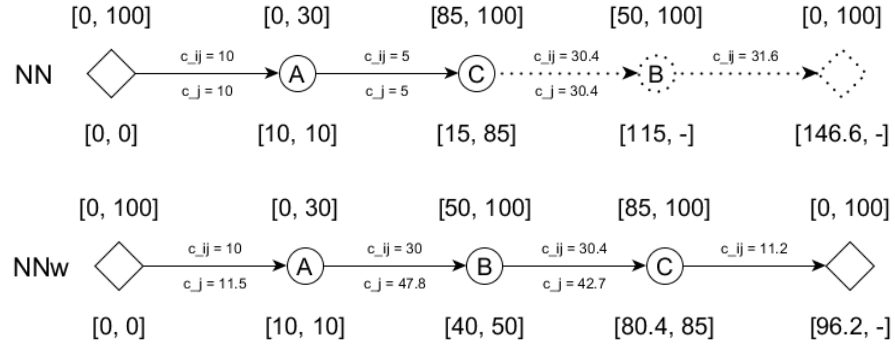 [0, 100] [0, 30] [85, 100] [50, 100] [0, 100]
c_ij = 10 c_ij = 5 c_ij = 30.4 c_ij = 31.6
NN A C B
c_j = 10 c_j = 5 c_j = 30.4
[0, 0] [10, 10] [15, 85] [115, -] [146.6, -]
[0, 100] [0, 30] [50, 100] [85, 100] [0, 100]
c_ij = 10 c_ij = 30 c_ij = 30.4 c_ij = 11.2
NNw A B C
c_j = 11.5 c_j = 47.8 c_j = 42.7
[0, 0] [10, 10] [40, 50] [80.4, 85] [96.2, -]